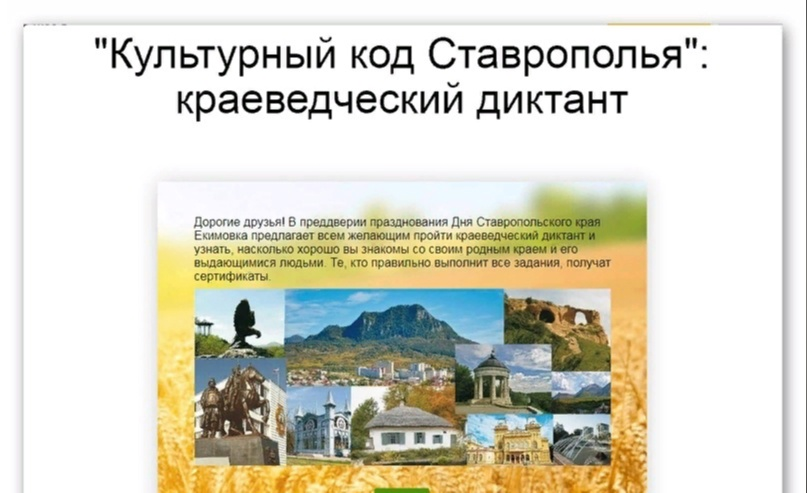 "Культурный код Ставрополья":
краеведческий диктант
Дорогие друзья! В преддверии празднования Дня Ставропольского края
Екимовка предлагает всем желающим пройти краеведческий диктант и
узнать, насколько хорошо вы знакомы со своим родным краем и его
выдающимися людьми. Те, кто правильно выполнит все задания, получат
сертификаты.